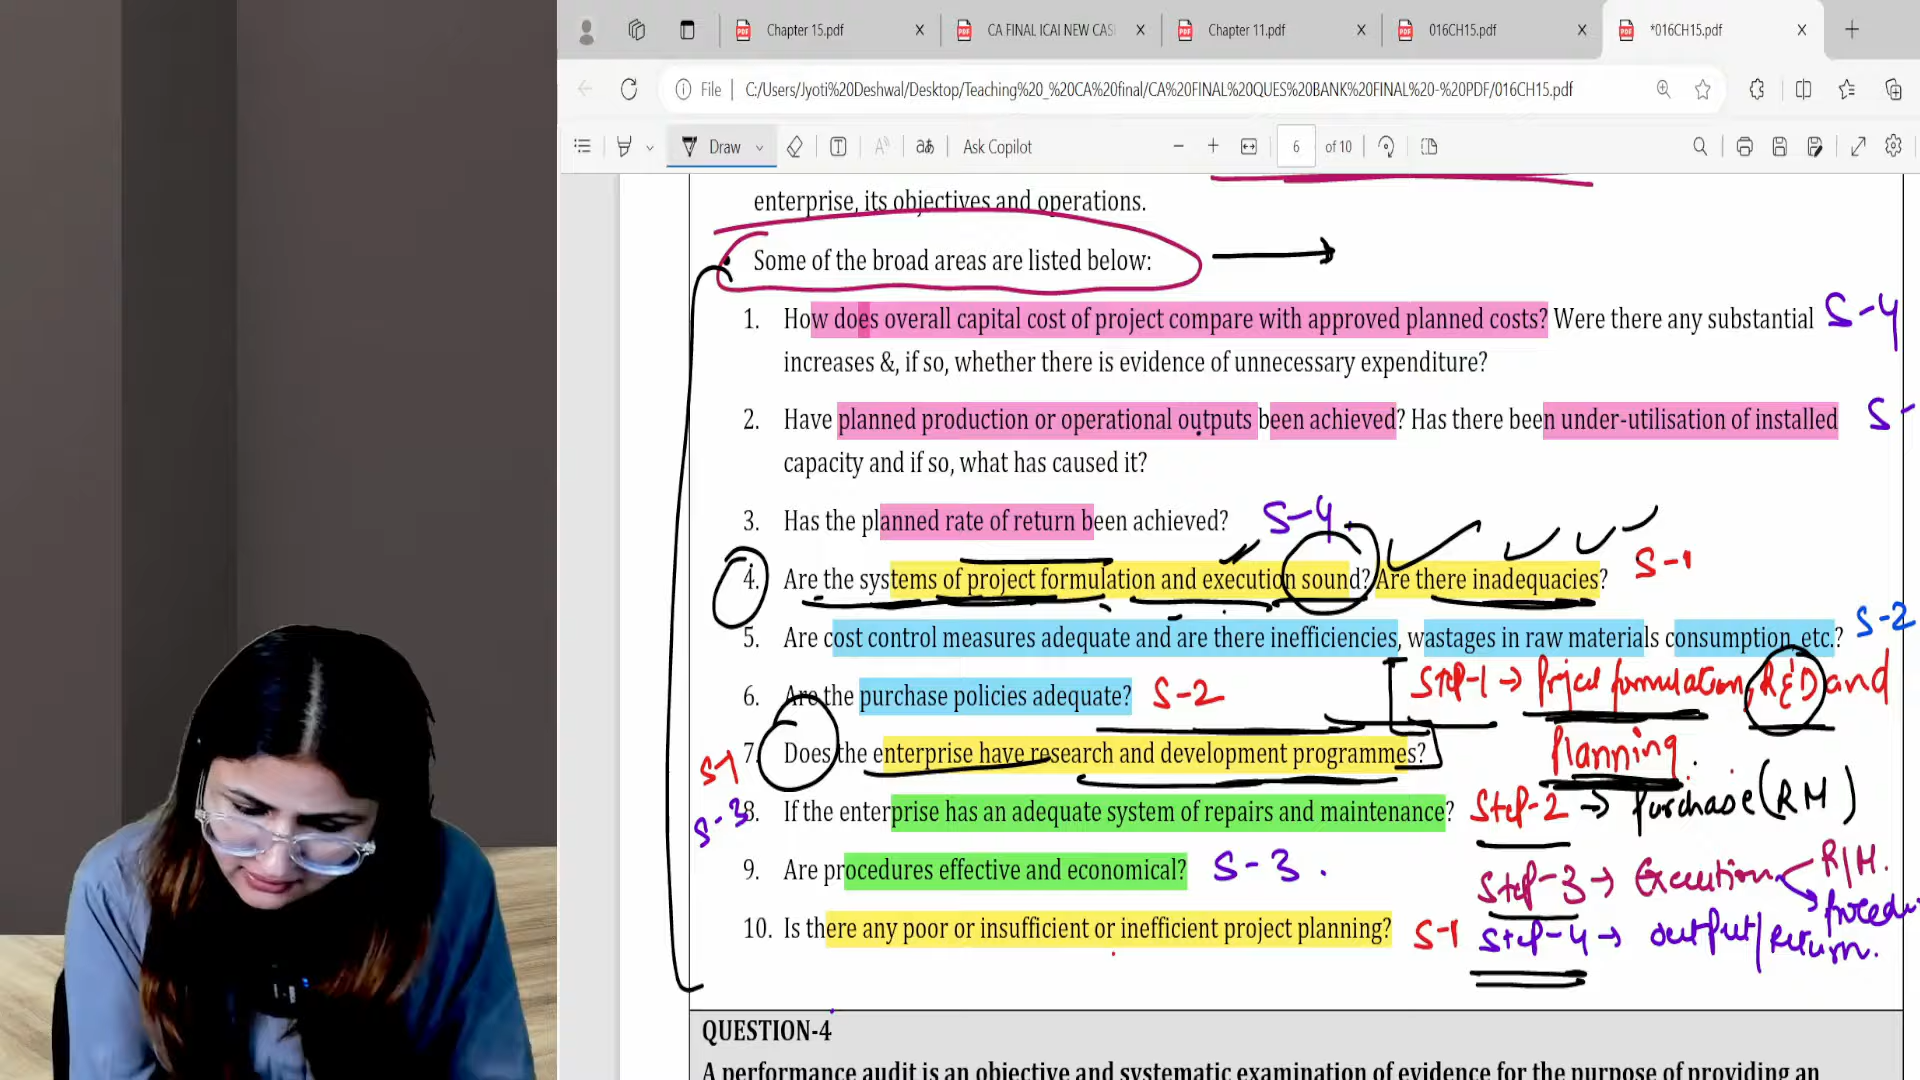 Chapter 15.pdf
CA FINAL ICAI NEW CAS
Chapter 11.pdf
016CH15.pdf
*016CH15.pdf
File
C:/Users/Jyoti%20Deshwal/Desktop/Teaching%20_%20CA%20final/CA%20FINAL%20QUES%20BANK%20FINAL%20-%20PDF/016CH15.pdf
Draw
Ask Copilot
6 of 10
enterprise, its objectives and operations.
Some of the broad areas are listed below:
1. How does overall capital cost of project compare with approved planned costs? Were there any substantial S-4
increases &, if so, whether there is evidence of unnecessary expenditure?
2. Have planned production or operational outputs been achieved? Has there been under-utilisation of installed S-
capacity and if so, what has caused it?
3. Has the planned rate of return been achieved? S-4
4. Are the systems of project formulation and execution sound? Are there inadequacies? S-1
5. Are cost control measures adequate and are there inefficiencies, wastages in raw materials consumption, etc.? S-2
6. Are the purchase policies adequate? S-2
Step-1 → Project formulation, R&D and
Planning
7. Does the enterprise have research and development programmes?
S-1
8. If the enterprise has an adequate system of repairs and maintenance?
S-3
Step-2 → Purchase (RM)
9. Are procedures effective and economical? S-3
Step-3 → Execution R/M.
10. Is there any poor or insufficient or inefficient project planning? S-1
Step-4 → output/Return.
QUESTION-4
A performance audit is an objective and systematic examination of evidence for the purpose of providing an